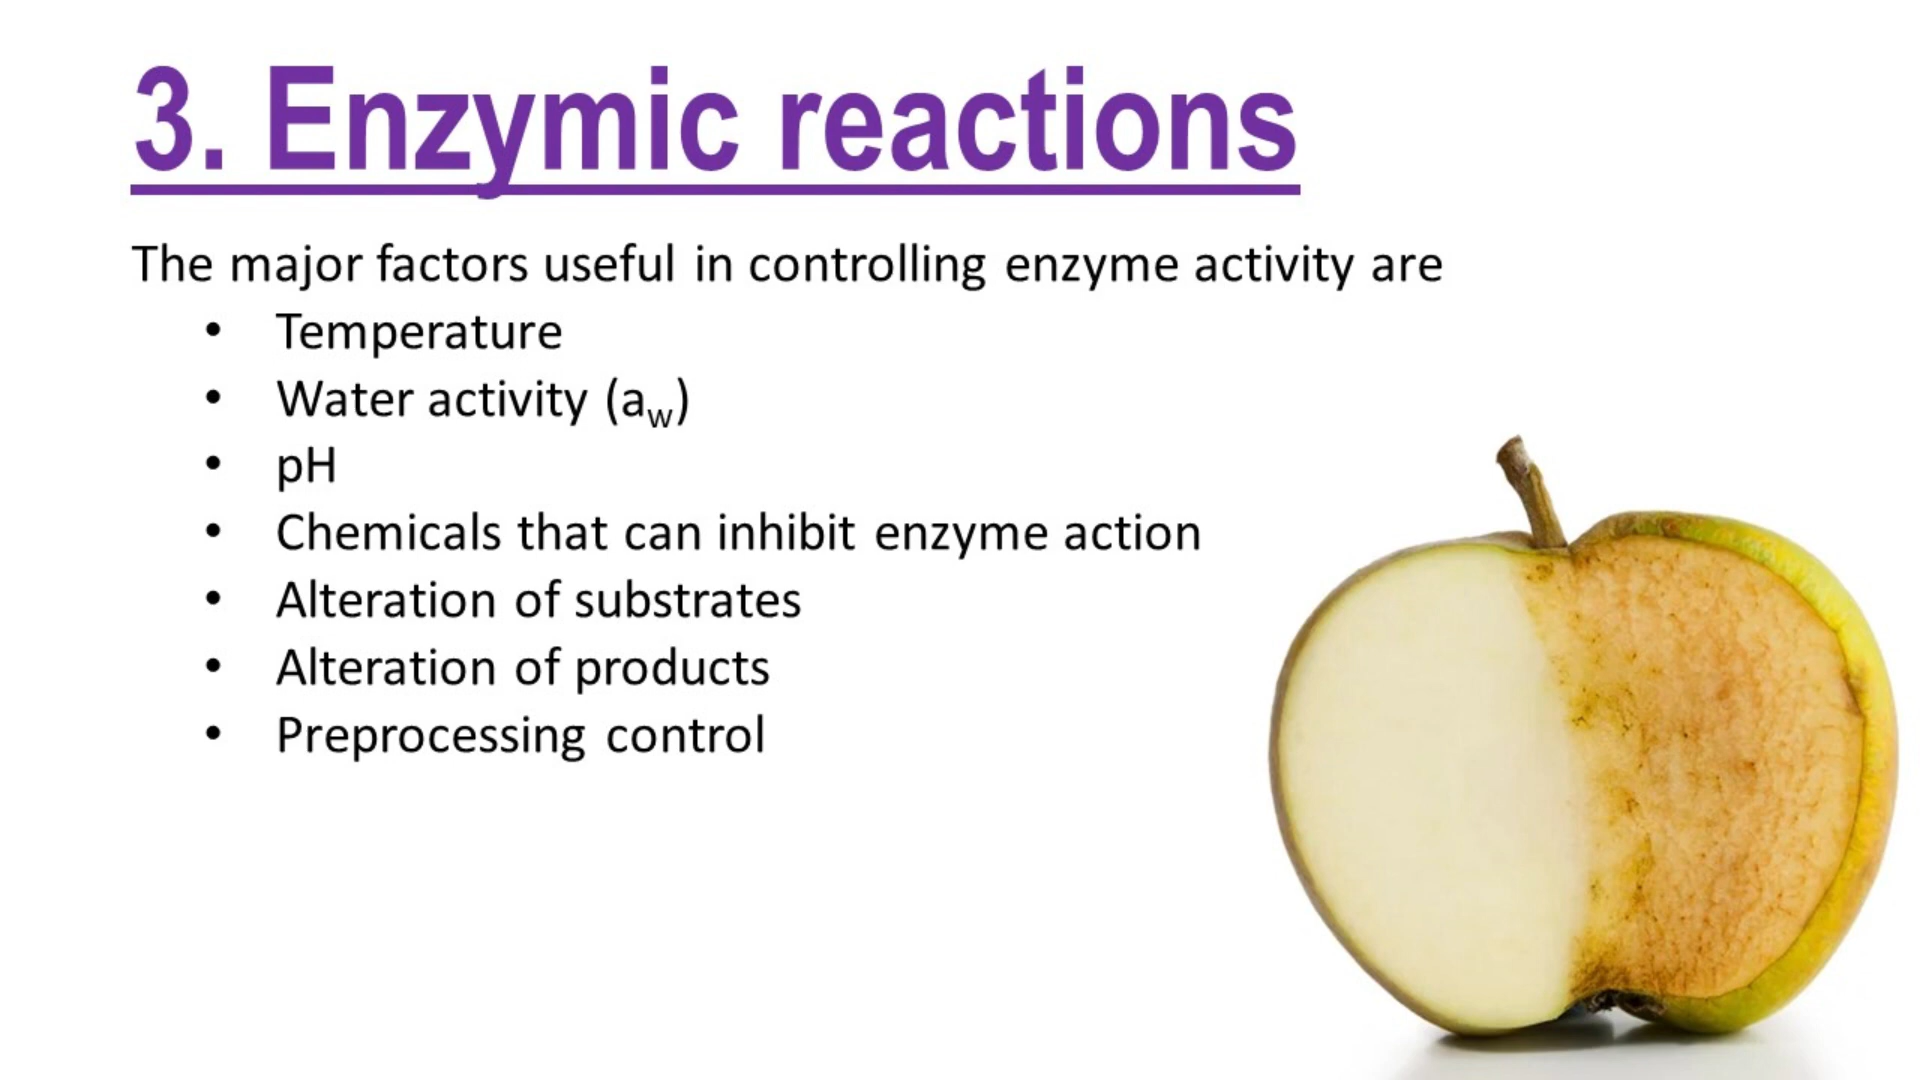 3. Enzymic reactions
The major factors useful in controlling enzyme activity are
• Temperature
• Water activity (aw)
• pH
• Chemicals that can inhibit enzyme action
• Alteration of substrates
• Alteration of products
• Preprocessing control